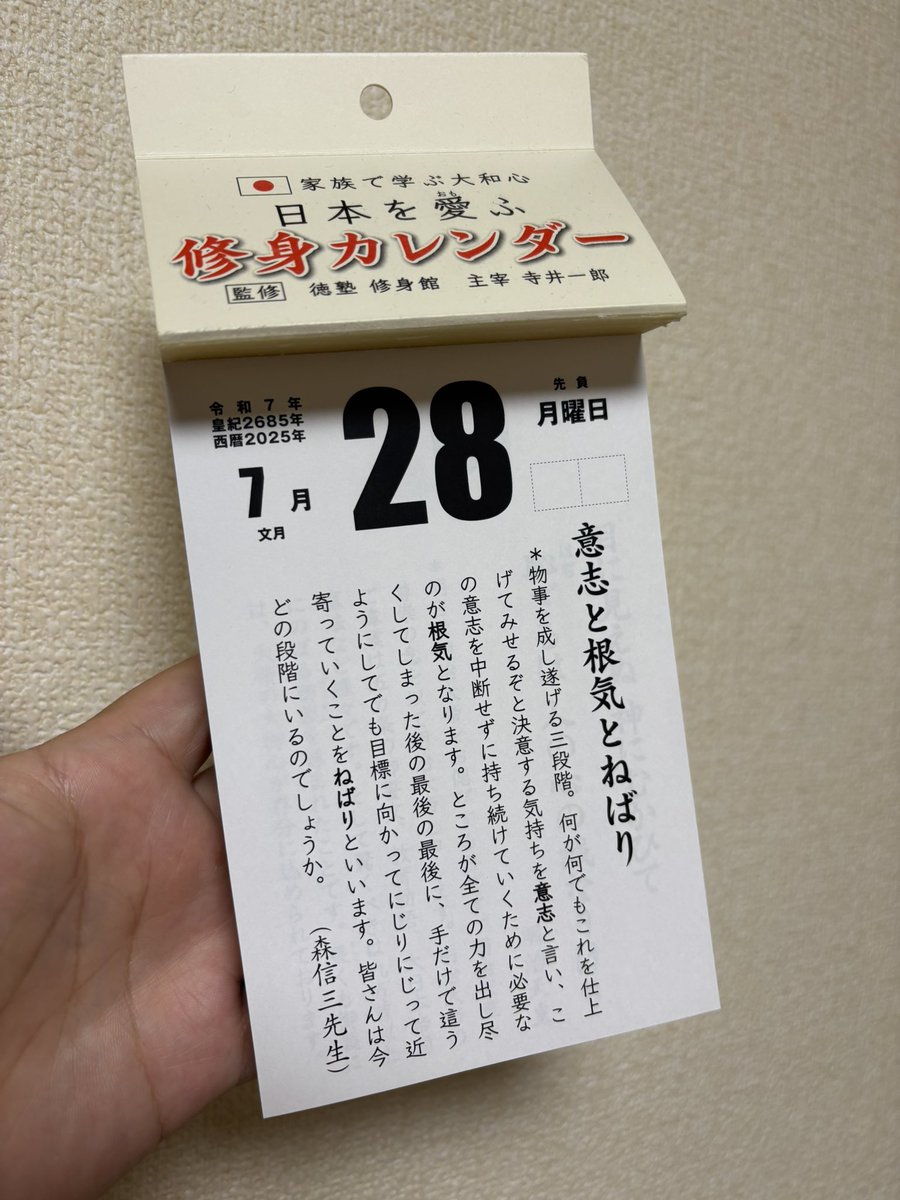 家族で学ぶ大和心
日本を愛ふ
おも
修身カレンダー
監修 徳塾 修身館 主宰 寺井一郎
令和7年
皇紀2685年
西暦2025年
7月
文月
28
先負
月曜日
意志と根気とねばり
*物事を成し遂げる三段階。何が何でもこれを仕上
げてみせるぞと決意する気持ちを意志と言い、こ
の意志を中断せずに持ち続けていくために必要な
のが根気となります。ところが全ての力を出し尽
くしてしまった後の最後の最後に、手だけで這う
ようにしてでも目標に向かってにじりにじって近
寄っていくことをねばりといいます。皆さんは今
どの段階にいるのでしょうか。 (森信三先生)